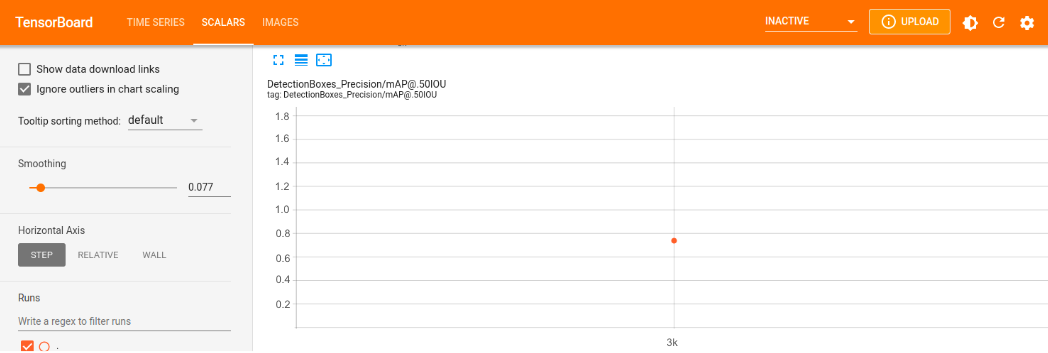 TensorBoard
TIME SERIES
SCALARS
IMAGES
INACTIVE
UPLOAD
Show data download links
Ignore outliers in chart scaling
Tooltip sorting method: default
Smoothing
0.077
Horizontal Axis
STEP
RELATIVE
WALL
Runs
Write a regex to filter runs
.
DetectionBoxes_Precision/mAP@.50IOU
tag: DetectionBoxes_Precision/mAP@.50IOU
1.8
1.6
1.4
1.2
1.0
0.8
0.6
0.4
0.2
3k